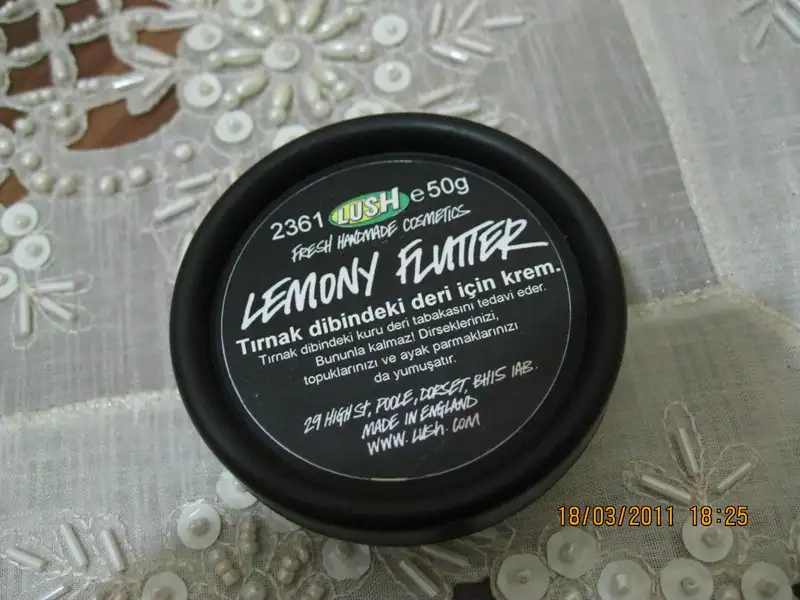 2361 LUSH e 50g
FRESH HANDMADE COSMETICS
LEMONY FLUTTER
Tırnak dibindeki deri için krem.
Tırnak dibindeki kuru deri tabakasını tedavi eder.
Bununla kalmaz! Dirseklerinizi,
topuklarınızı ve ayak parmaklarınızı
da yumuşatır.
29 HIGH St, POOLE, DORSET, BH15 1AB.
MADE IN ENGLAND
WWW.LUSH.COM
18/03/2011 18:25